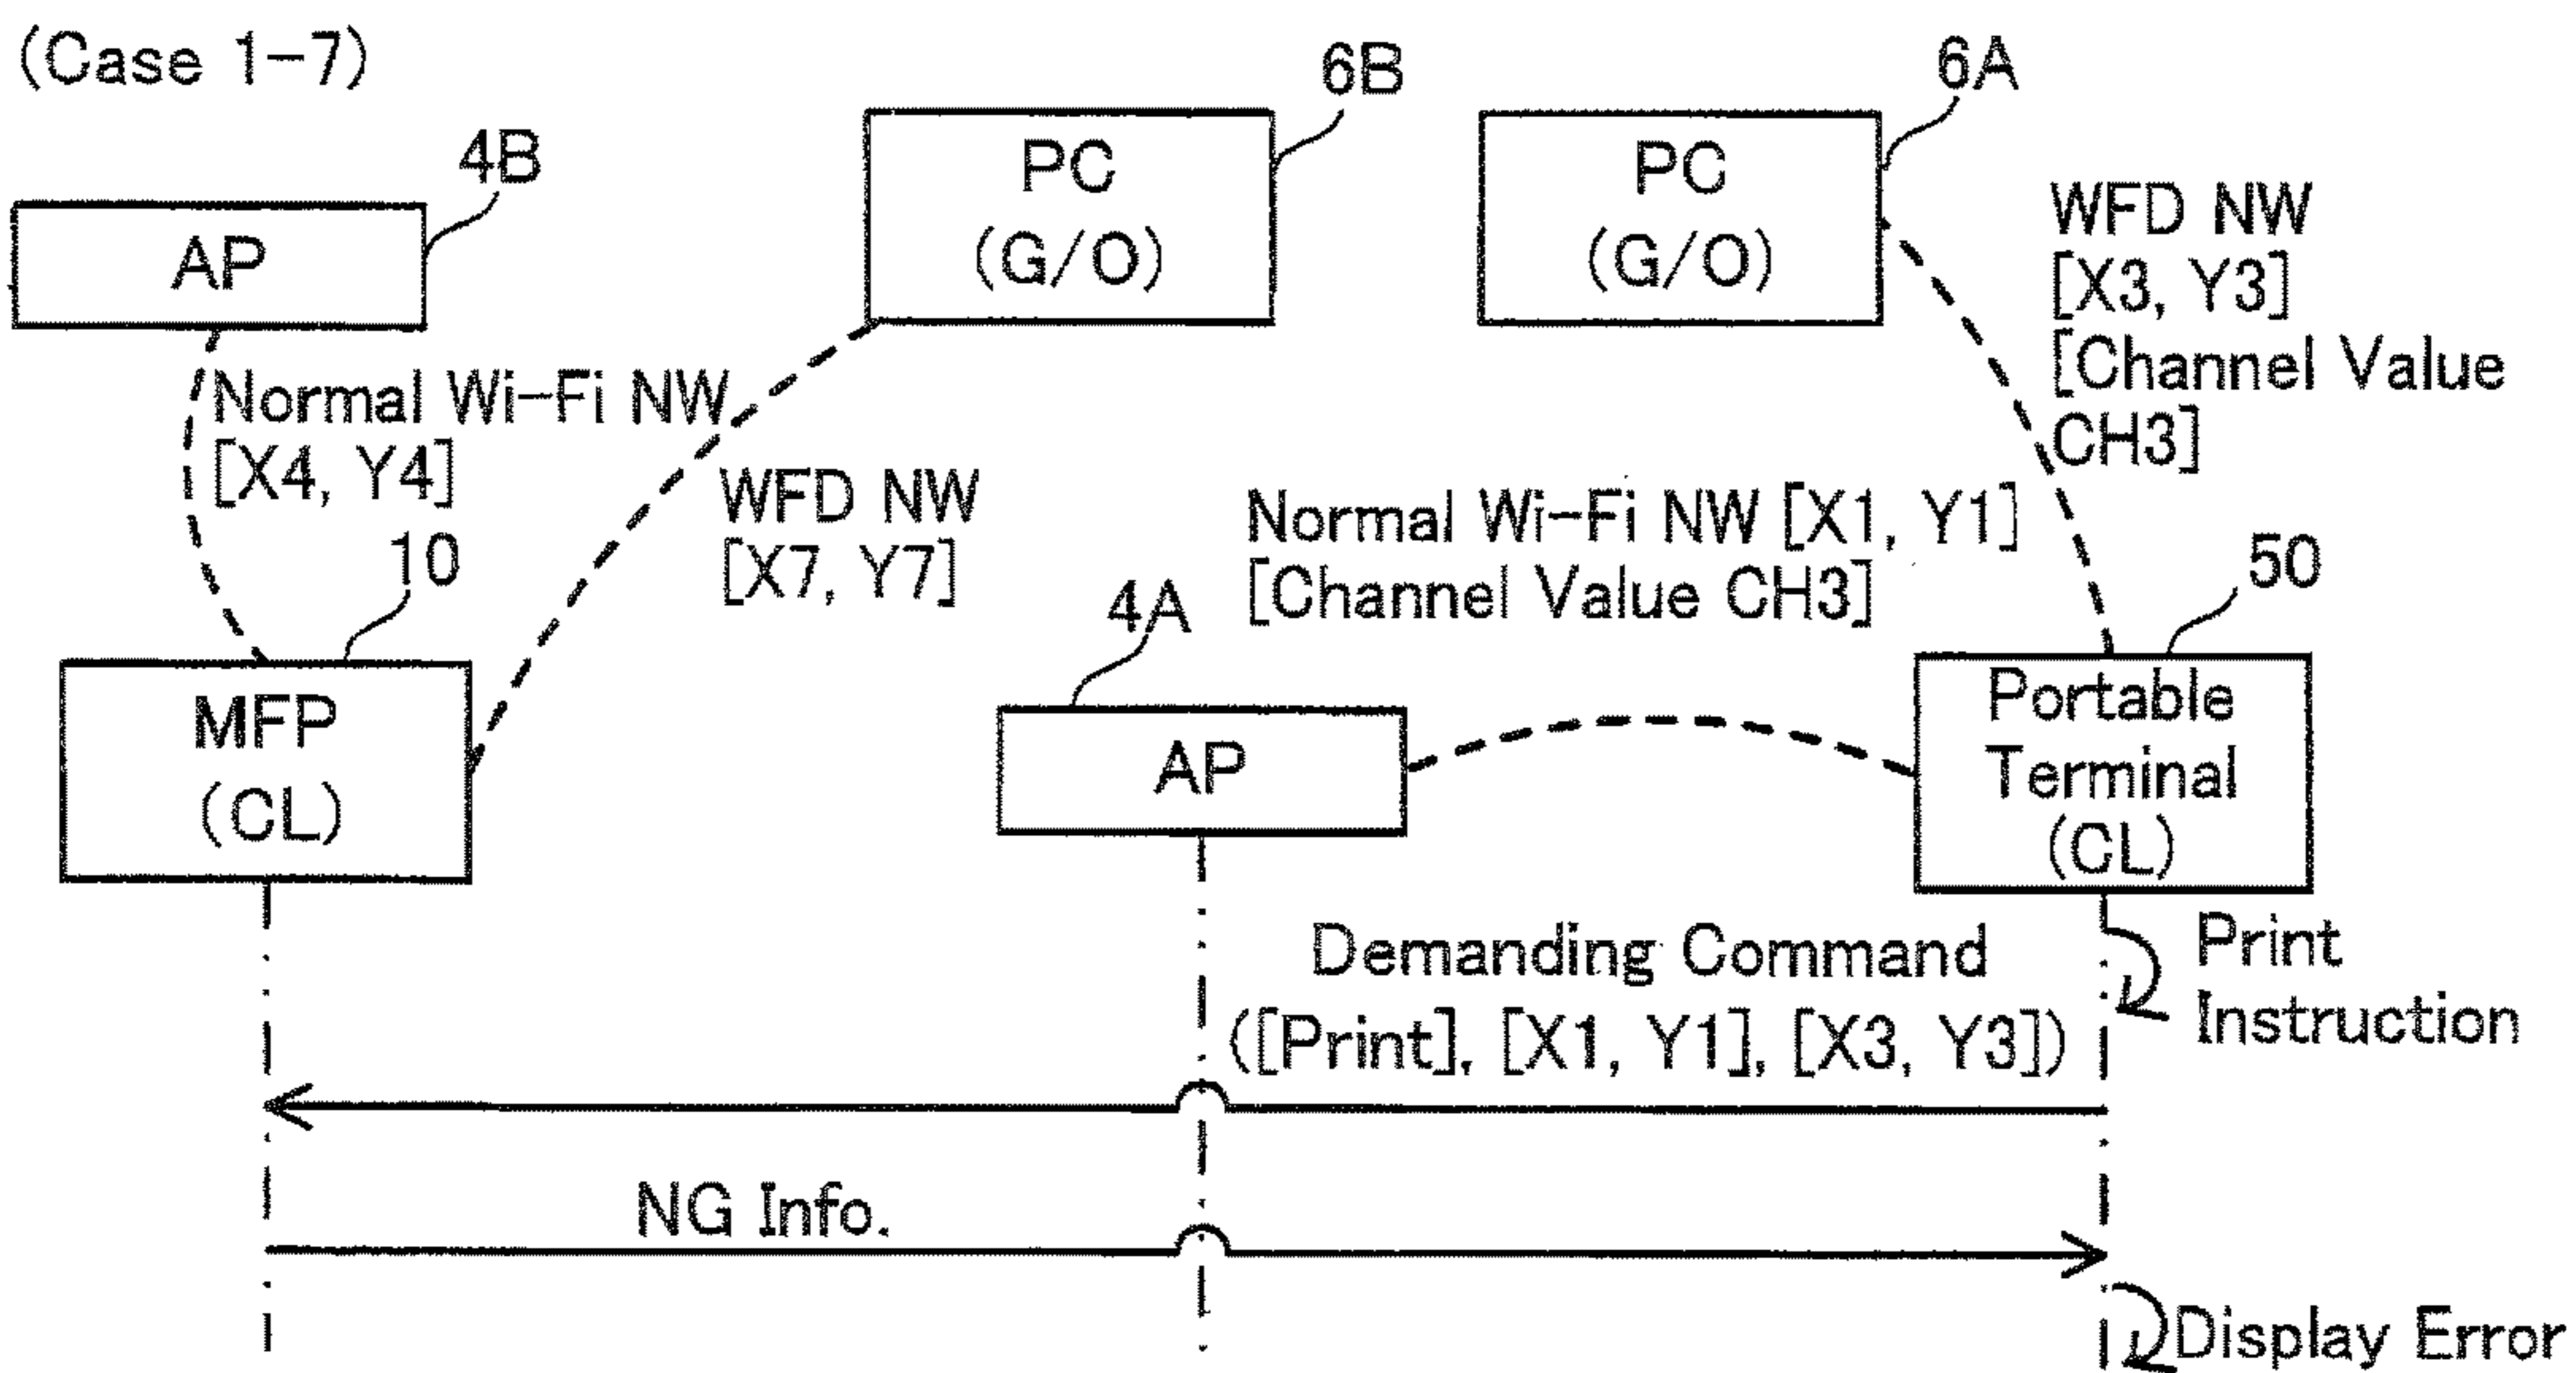 (Case 1-7)
6B
6A
4B
PC
(G/O)
PC
(G/O)
AP
WFD NW
[X3, Y3]
[Channel Value
CH3]
Normal Wi-Fi NW
[X4, Y4]
WFD NW
[X7, Y7]
Normal Wi-Fi NW [X1, Y1]
[Channel Value CH3]
10
4A
50
MFP
(CL)
AP
Portable
Terminal
(CL)
Demanding Command
([Print], [X1, Y1], [X3, Y3])
Print
Instruction
NG Info.
Display Error